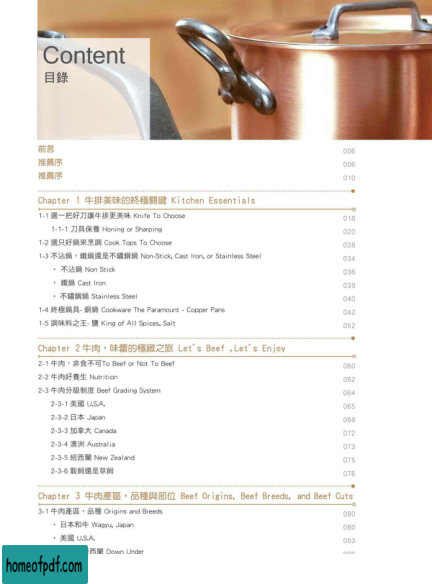 Content
目錄
前言 006
推薦序 008
推薦序 010
Chapter 1 牛排美味的終極關鍵 Kitchen Essentials
1-1 選一把好刀讓牛排更美味 Knife To Choose 018
1-1-1 刀具保養 Honing or Sharping 020
1-2 選只好鍋來烹調 Cook Tops To Choose 028
1-3 不沾鍋，鐵鍋還是不鏽鋼鍋 Non-Stick, Cast Iron, or Stainless Steel 034
• 不沾鍋 Non Stick 036
• 鐵鍋 Cast Iron 039
• 不鏽鋼鍋 Stainless Steel 040
1-4 終極鍋具- 銅鍋 Cookware The Paramount - Copper Pans 042
1-5 調味料之王- 鹽 King of All Spices, Salt 052
Chapter 2 牛肉，味蕾的極緻之旅 Let's Beef ,Let's Enjoy
2-1 牛肉，非食不可To Beef or Not To Beef 060
2-2 牛肉好養生 Nutrition 062
2-3 牛肉分級制度 Beef Grading System 064
2-3-1 美國 U.S.A. 065
2-3-2 日本 Japan 069
2-3-3 加拿大 Canada 072
2-3-4 澳洲 Australia 073
2-3-5 紐西蘭 New Zealand 075
2-3-6 穀飼還是草飼 076
Chapter 3 牛肉產區，品種與部位 Beef Origins, Beef Breeds, and Beef Cuts
3-1 牛肉產區，品種 Origins and Breeds 080
• 日本和牛 Wagyu, Japan 080
• 美國 U.S.A. 083
西蘭 Down Under
homeofpdf.com